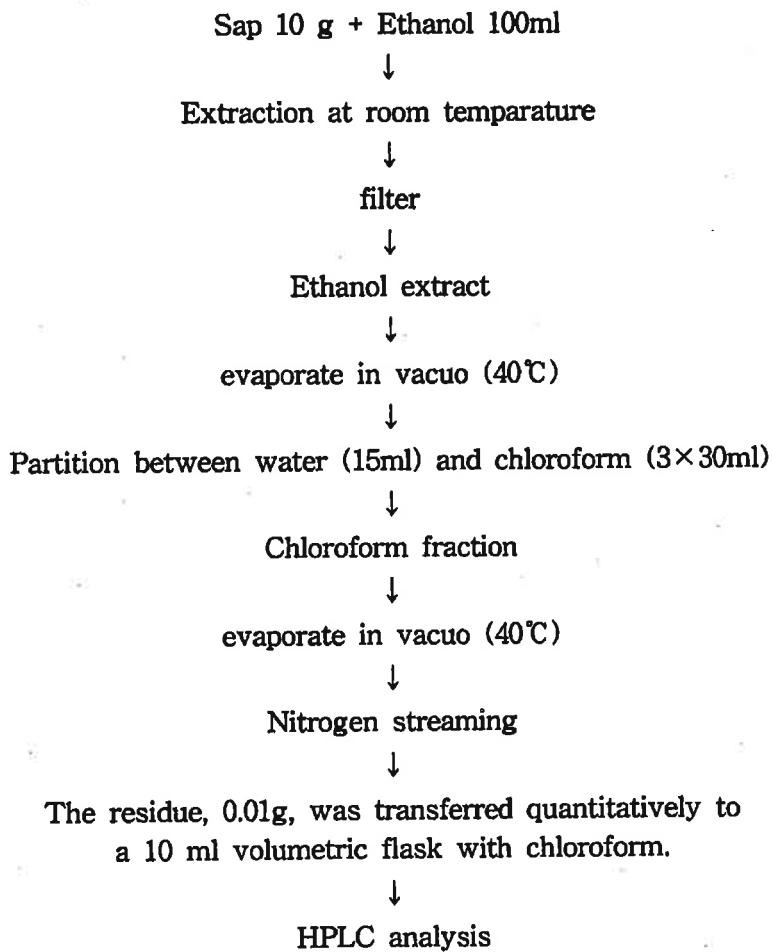 Sap 10 g + Ethanol 100ml
↓
Extraction at room temparature
↓
filter
↓
Ethanol extract
↓
evaporate in vacuo (40℃)
↓
Partition between water (15ml) and chloroform (3×30ml)
↓
Chloroform fraction
↓
evaporate in vacuo (40℃)
↓
Nitrogen streaming
↓
The residue, 0.01g, was transferred quantitatively to
a 10 ml volumetric flask with chloroform.
↓
HPLC analysis